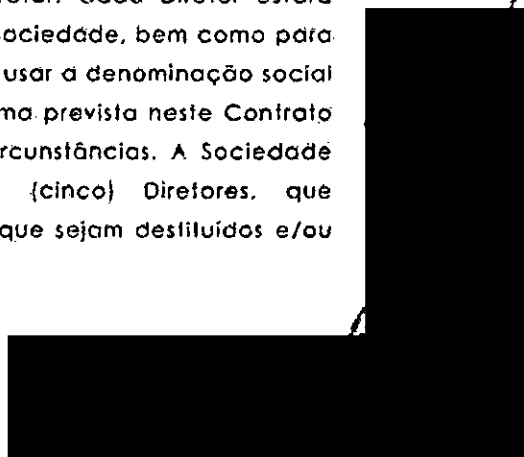 Cada Diretor estará
ociedade, bem como para
usar a denominação social
ma prevista neste Contrato
rcunstâncias. A Sociedade
(cinco) Diretores, que
que sejam destituídos e/ou